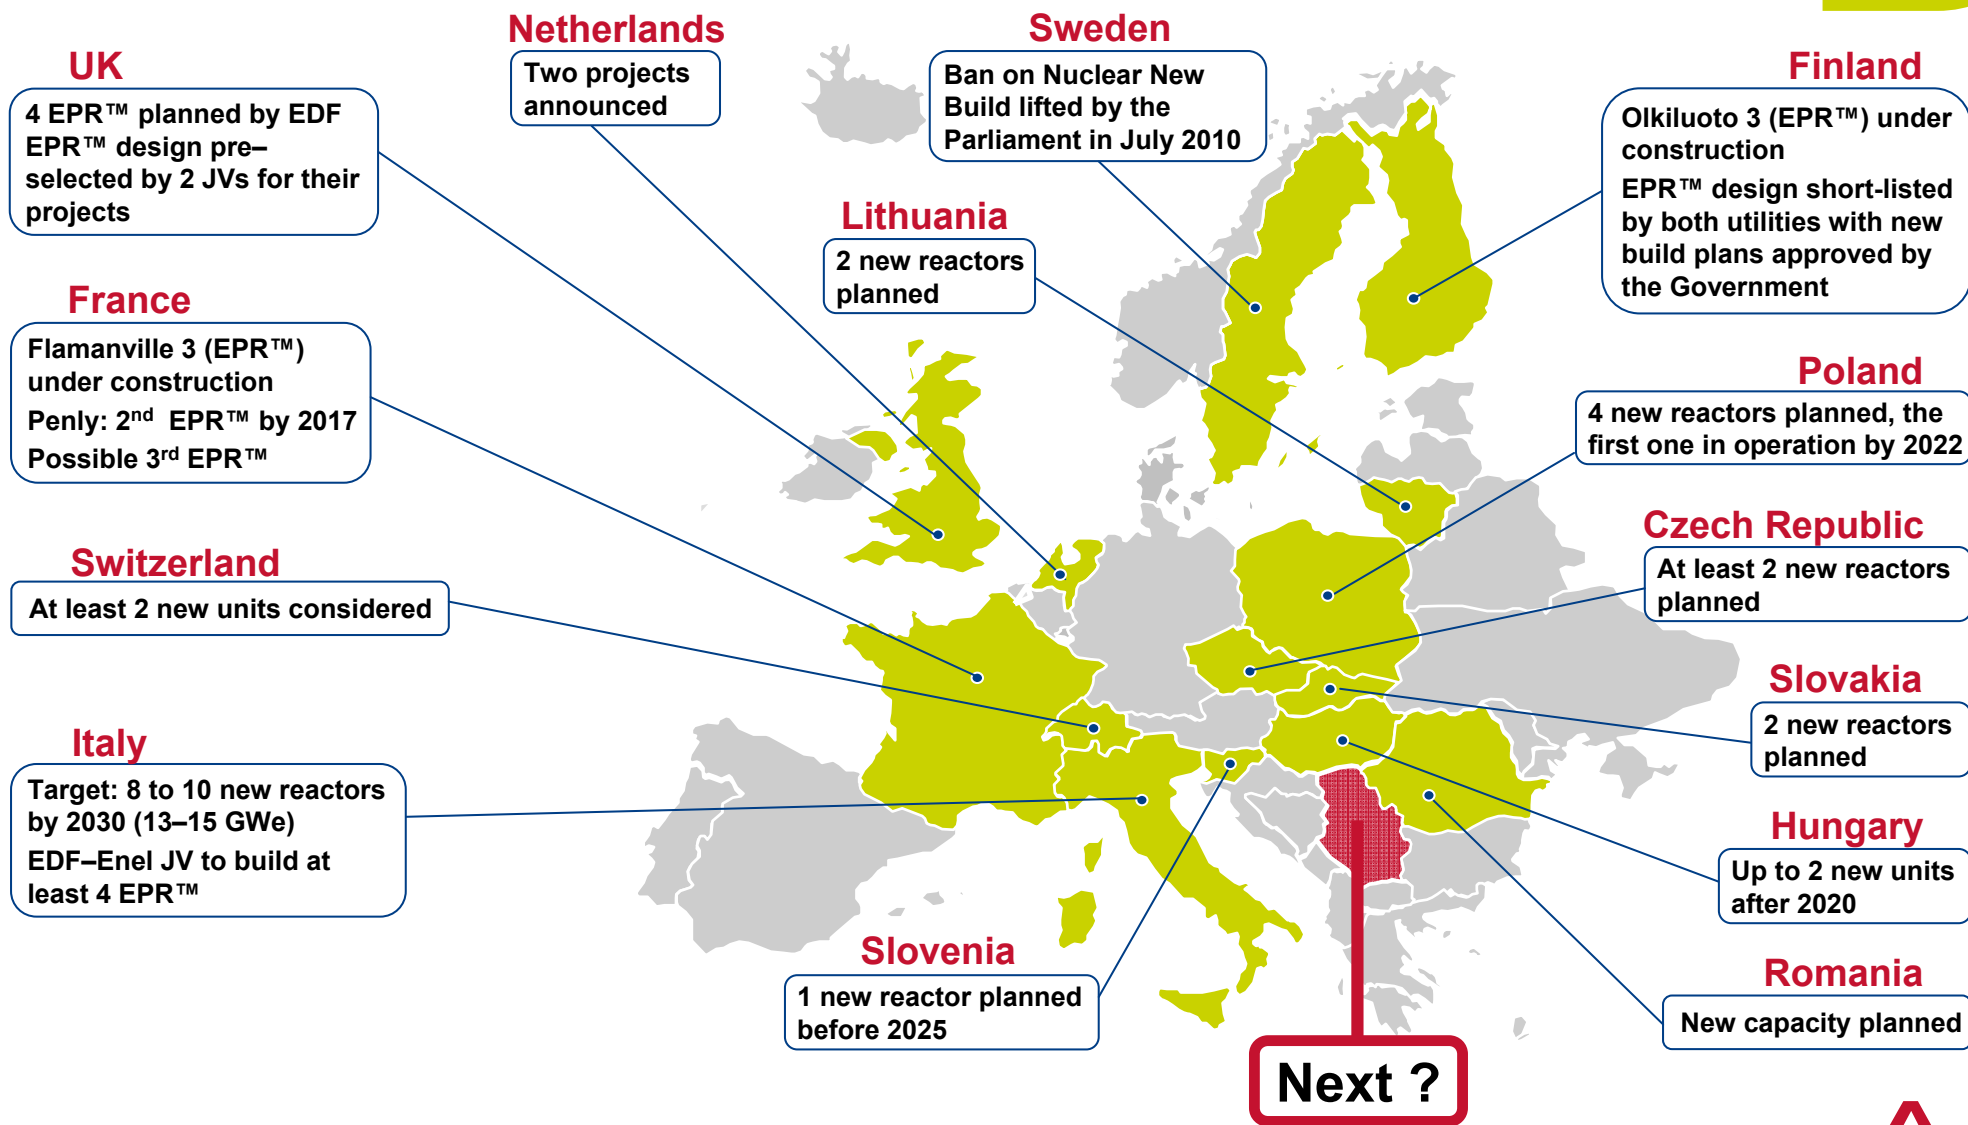 UK
4 EPR™ planned by EDF
EPR™ design pre–
selected by 2 JVs for their
projects
Netherlands
Two projects
announced
Sweden
Ban on Nuclear New
Build lifted by the
Parliament in July 2010
Finland
Olkiluoto 3 (EPR™) under
construction
EPR™ design short-listed
by both utilities with new
build plans approved by
the Government
Lithuania
2 new reactors
planned
France
Flamanville 3 (EPR™)
under construction
Penly: 2nd EPR™ by 2017
Possible 3rd EPR™
Poland
4 new reactors planned, the
first one in operation by 2022
Czech Republic
At least 2 new reactors
planned
Switzerland
At least 2 new units considered
Slovakia
2 new reactors
planned
Italy
Target: 8 to 10 new reactors
by 2030 (13–15 GWe)
EDF–Enel JV to build at
least 4 EPR™
Hungary
Up to 2 new units
after 2020
Slovenia
1 new reactor planned
before 2025
Romania
New capacity planned
Next ?